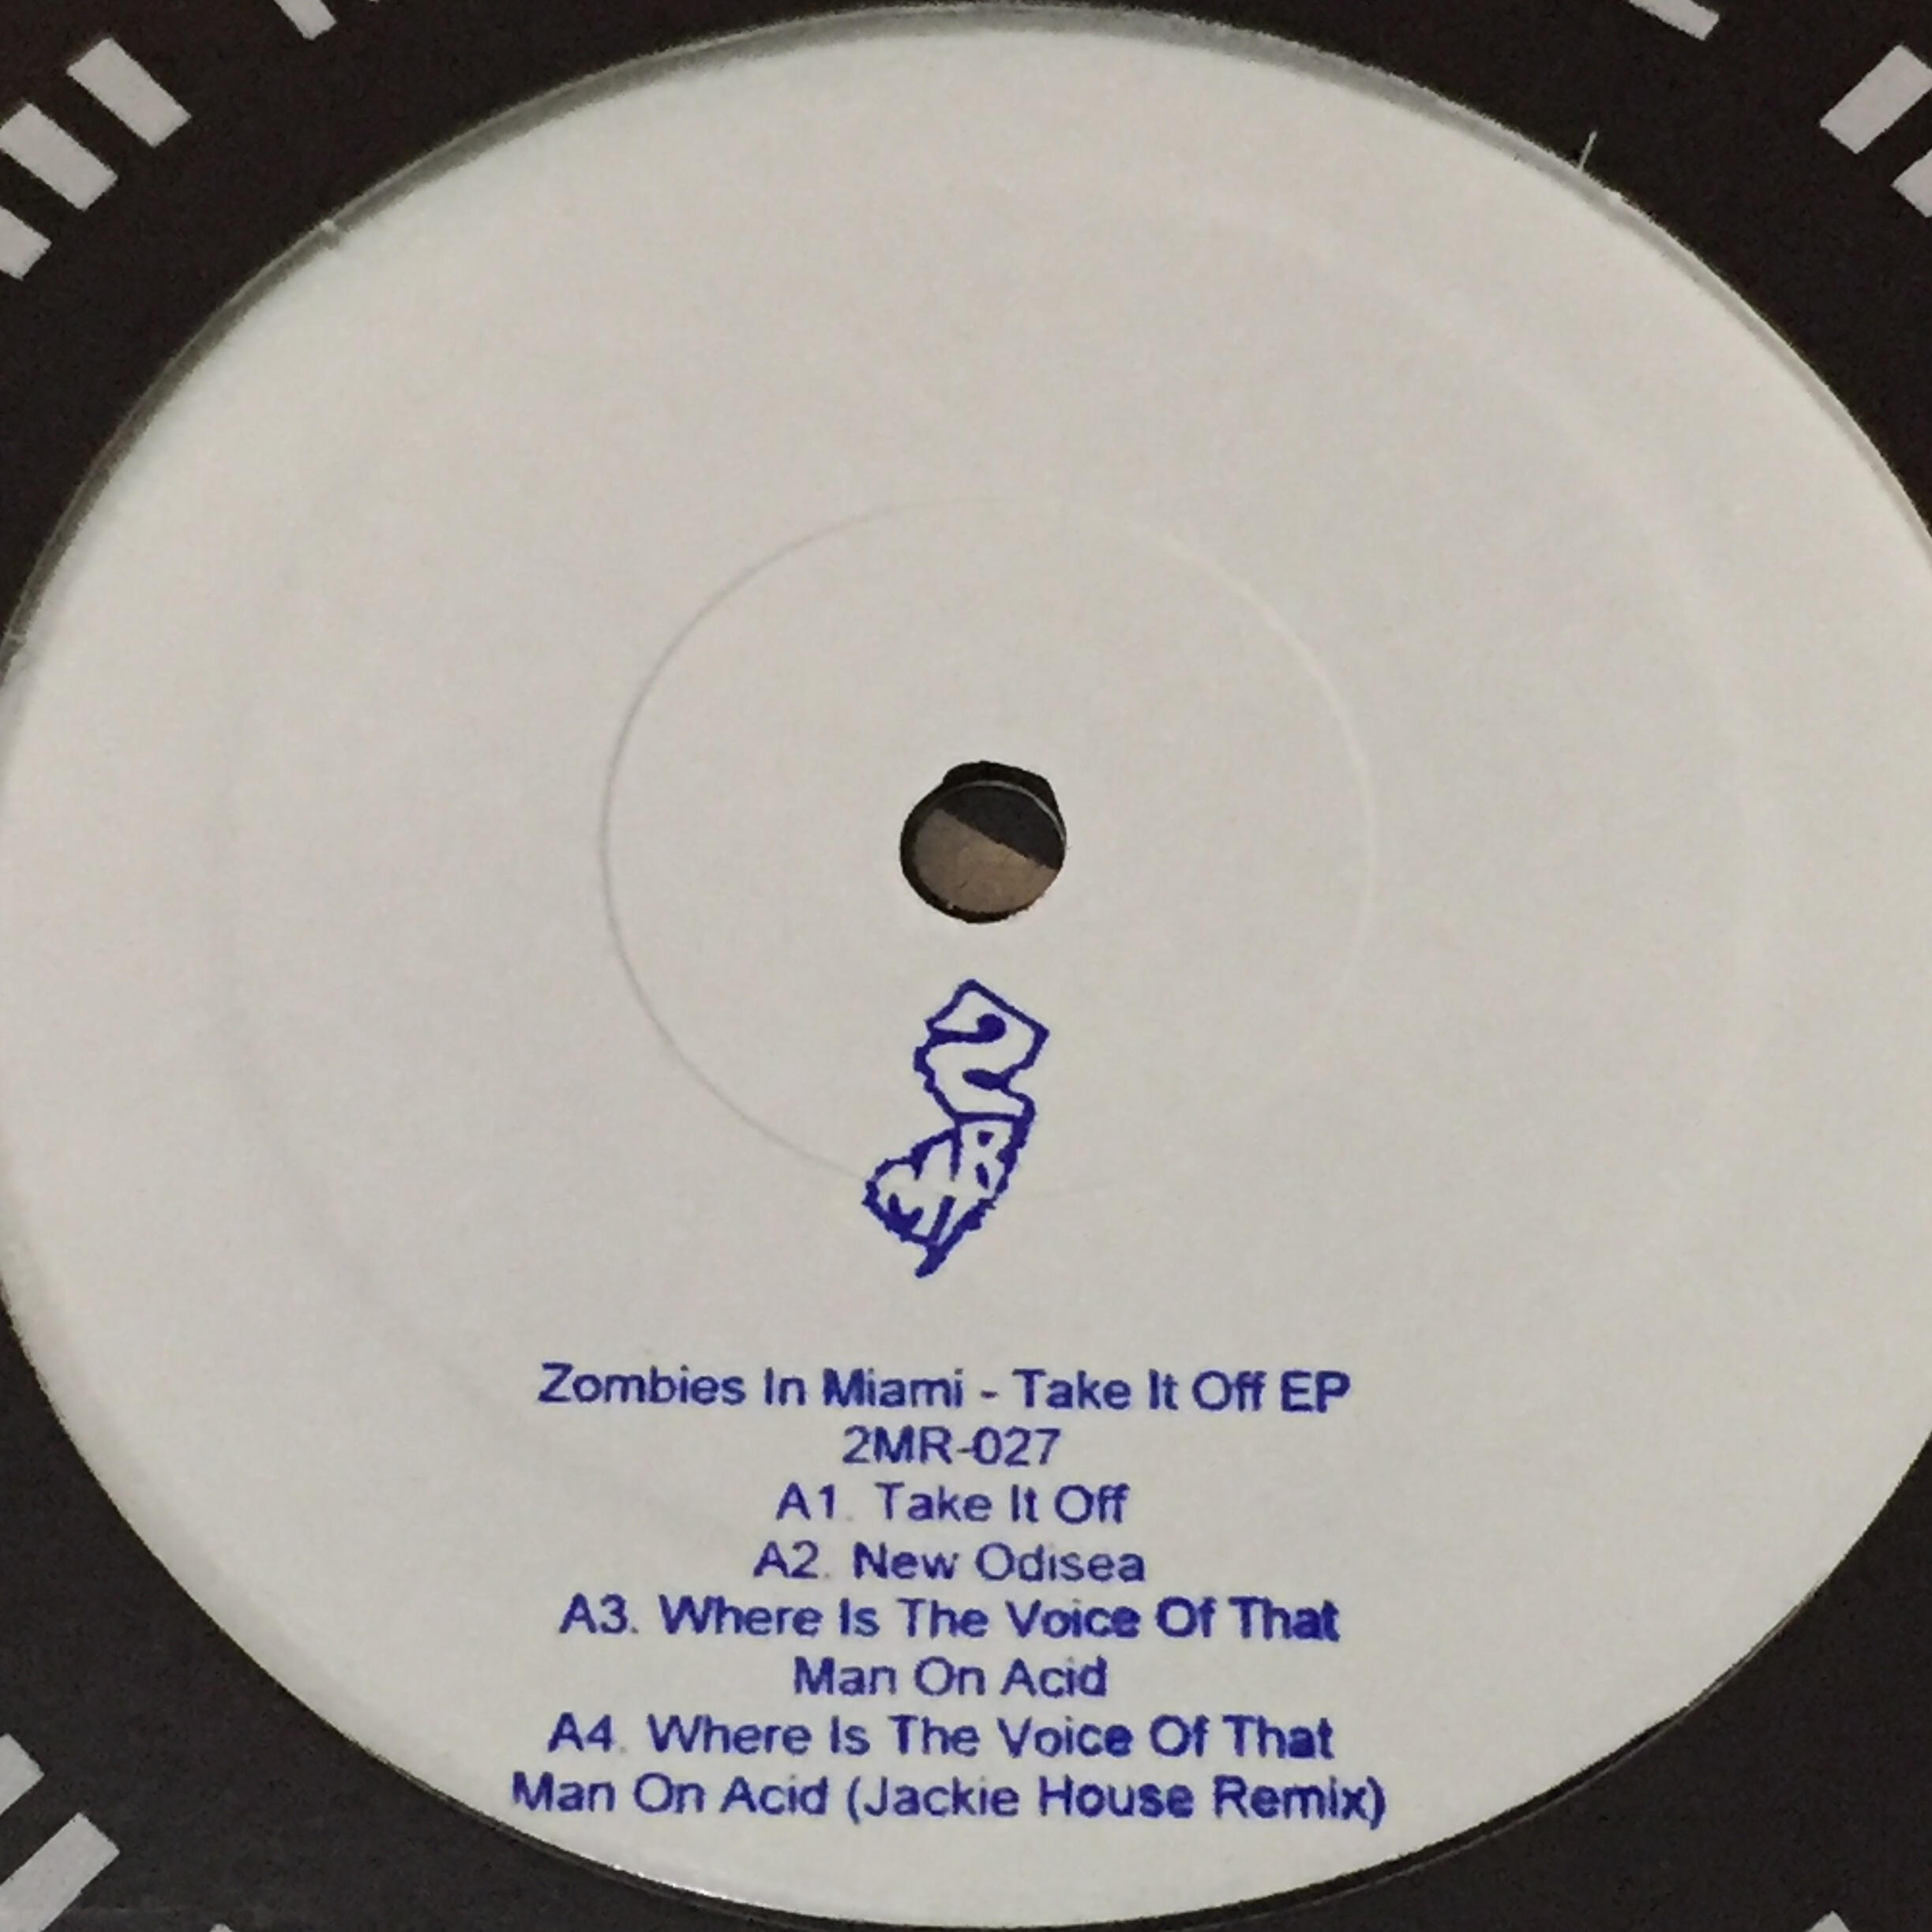 2
MR
Zombies In Miami - Take It Off EP
2MR-027
A1. Take It Off
A2. New Odisea
A3. Where Is The Voice Of That
Man On Acid
A4. Where Is The Voice Of That
Man On Acid (Jackie House Remix)